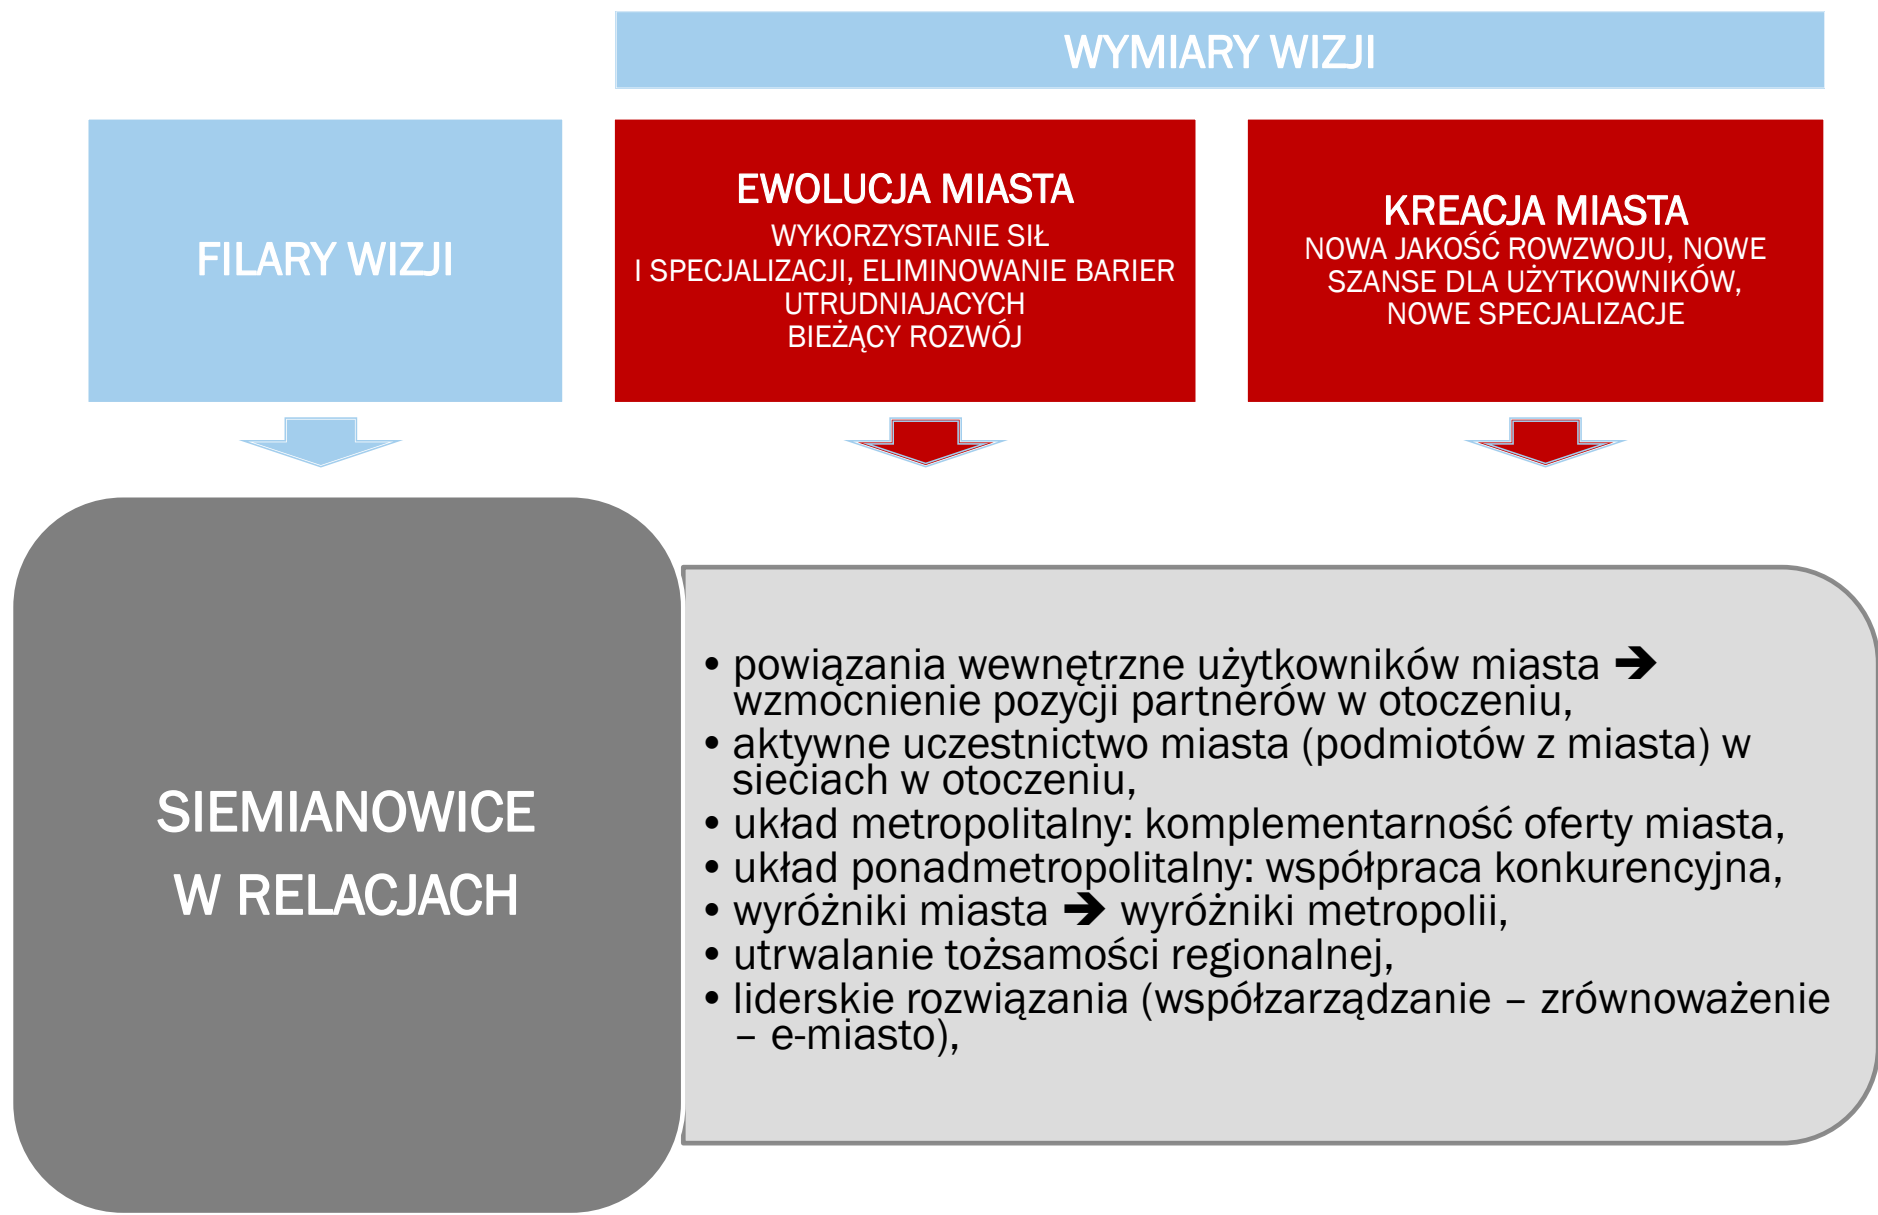 WYMIARY WIZJI
FILARY WIZJI
EWOLUCJA MIASTA
WYKORZYSTANIE SIŁ
I SPECJALIZACJI, ELIMINOWANIE BARIER
UTRUDNIAJACYCH
BIEŻĄCY ROZWÓJ
KREACJA MIASTA
NOWA JAKOŚĆ ROWZWOJU, NOWE
SZANSE DLA UŻYTKOWNIKÓW,
NOWE SPECJALIZACJE
SIEMIANOWICE
W RELACJACH
• powiązania wewnętrzne użytkowników miasta ➔
wzmocnienie pozycji partnerów w otoczeniu,
• aktywne uczestnictwo miasta (podmiotów z miasta) w
sieciach w otoczeniu,
• układ metropolitalny: komplementarność oferty miasta,
• układ ponadmetropolitalny: współpraca konkurencyjna,
• wyróżniki miasta ➔ wyróżniki metropolii,
• utrwalanie tożsamości regionalnej,
• liderskie rozwiązania (współzarządzanie – zrównoważenie
– e-miasto),